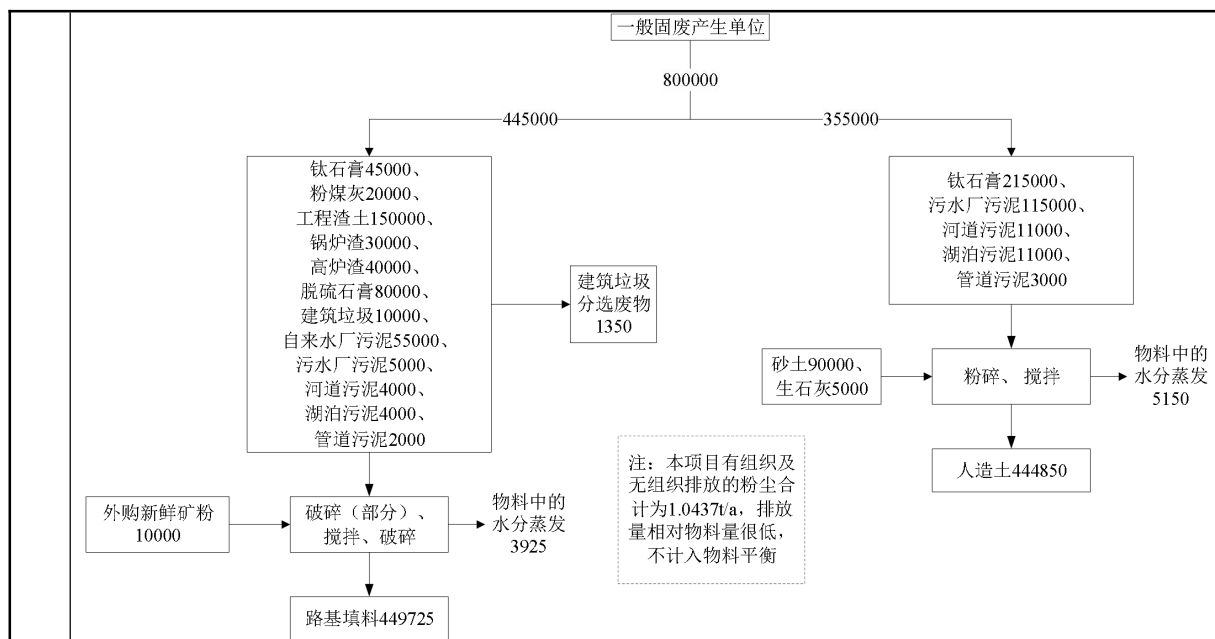 一般固废产生单位
800000
445000
355000
钛石膏45000、
粉煤灰20000、
工程渣土150000、
锅炉渣30000、
高炉渣40000、
脱硫石膏80000、
建筑垃圾10000、
自来水厂污泥55000、
污水厂污泥5000、
河道污泥4000、
湖泊污泥4000、
管道污泥2000
建筑垃圾
分选废物
1350
外购新鲜矿粉
10000
破碎（部分）、
搅拌、破碎
物料中的
水分蒸发
3925
路基填料449725
钛石膏215000、
污水厂污泥115000、
河道污泥11000、
湖泊污泥11000、
管道污泥3000
砂土90000、
生石灰5000
粉碎、 搅拌
物料中的
水分蒸发
5150
人造土444850
注：本项目有组织及
无组织排放的粉尘合
计为1.0437t/a，排放
量相对物料量很低，
不计入物料平衡